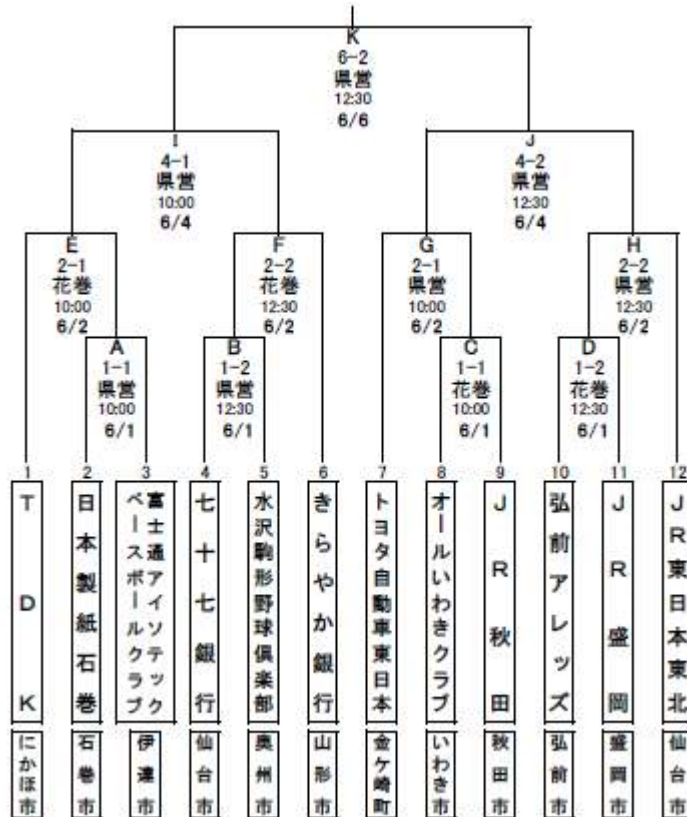 K
6-2
県営
12:30
6/6
I
4-1
県営
10:00
6/4
J
4-2
県営
12:30
6/4
E
2-1
花巻
10:00
6/2
F
2-2
花巻
12:30
6/2
G
2-1
県営
10:00
6/2
H
2-2
県営
12:30
6/2
A
1-1
県営
10:00
6/1
B
1-2
県営
12:30
6/1
C
1-1
花巻
10:00
6/1
D
1-2
花巻
12:30
6/1
1
TDK
にかほ市
2
日本製紙石巻
石巻市
3
富士通アイソテック
ベースボールクラブ
伊達市
4
七十七銀行
仙台市
5
水沢駒形野球倶楽部
奥州市
6
きらやか銀行
山形市
7
トヨタ自動車東日本
金ケ崎町
8
オールいわきクラブ
いわき市
9
JR秋田
秋田市
10
弘前アレッズ
弘前市
11
JR盛岡
盛岡市
12
JR東日本東北
仙台市